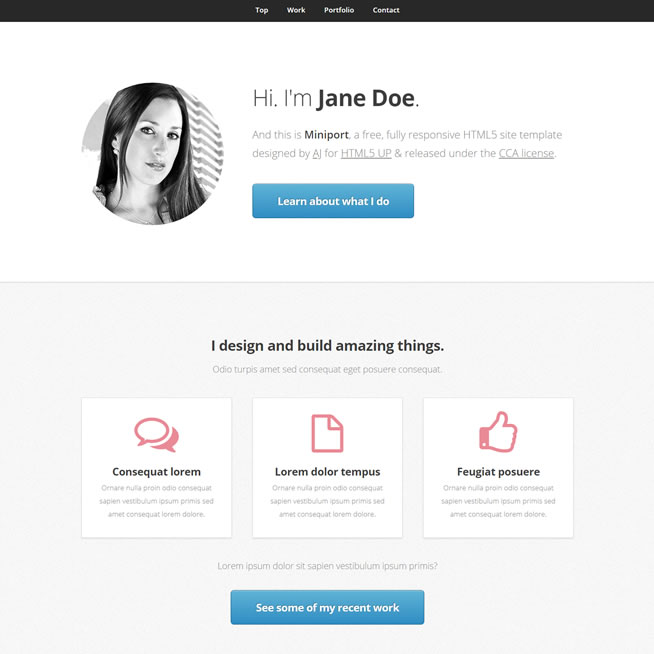 Top Work Portfolio Contact
Hi. I'm Jane Doe.
And this is Miniport, a free, fully responsive HTML5 site template
designed by AJ for HTML5 UP & released under the CCA license.
Learn about what I do
I design and build amazing things.
Odio turpis amet sed consequat eget posuere consequat.
Consequat lorem
Ornare nulla proin odio consequat
sapien vestibulum ipsum primis sed
amet consequat lorem dolore.
Lorem dolor tempus
Ornare nulla proin odio consequat
sapien vestibulum ipsum primis sed
amet consequat lorem dolore.
Feugiat posuere
Ornare nulla proin odio consequat
sapien vestibulum ipsum primis sed
amet consequat lorem dolore.
Lorem ipsum dolor sit sapien vestibulum ipsum primis?
See some of my recent work